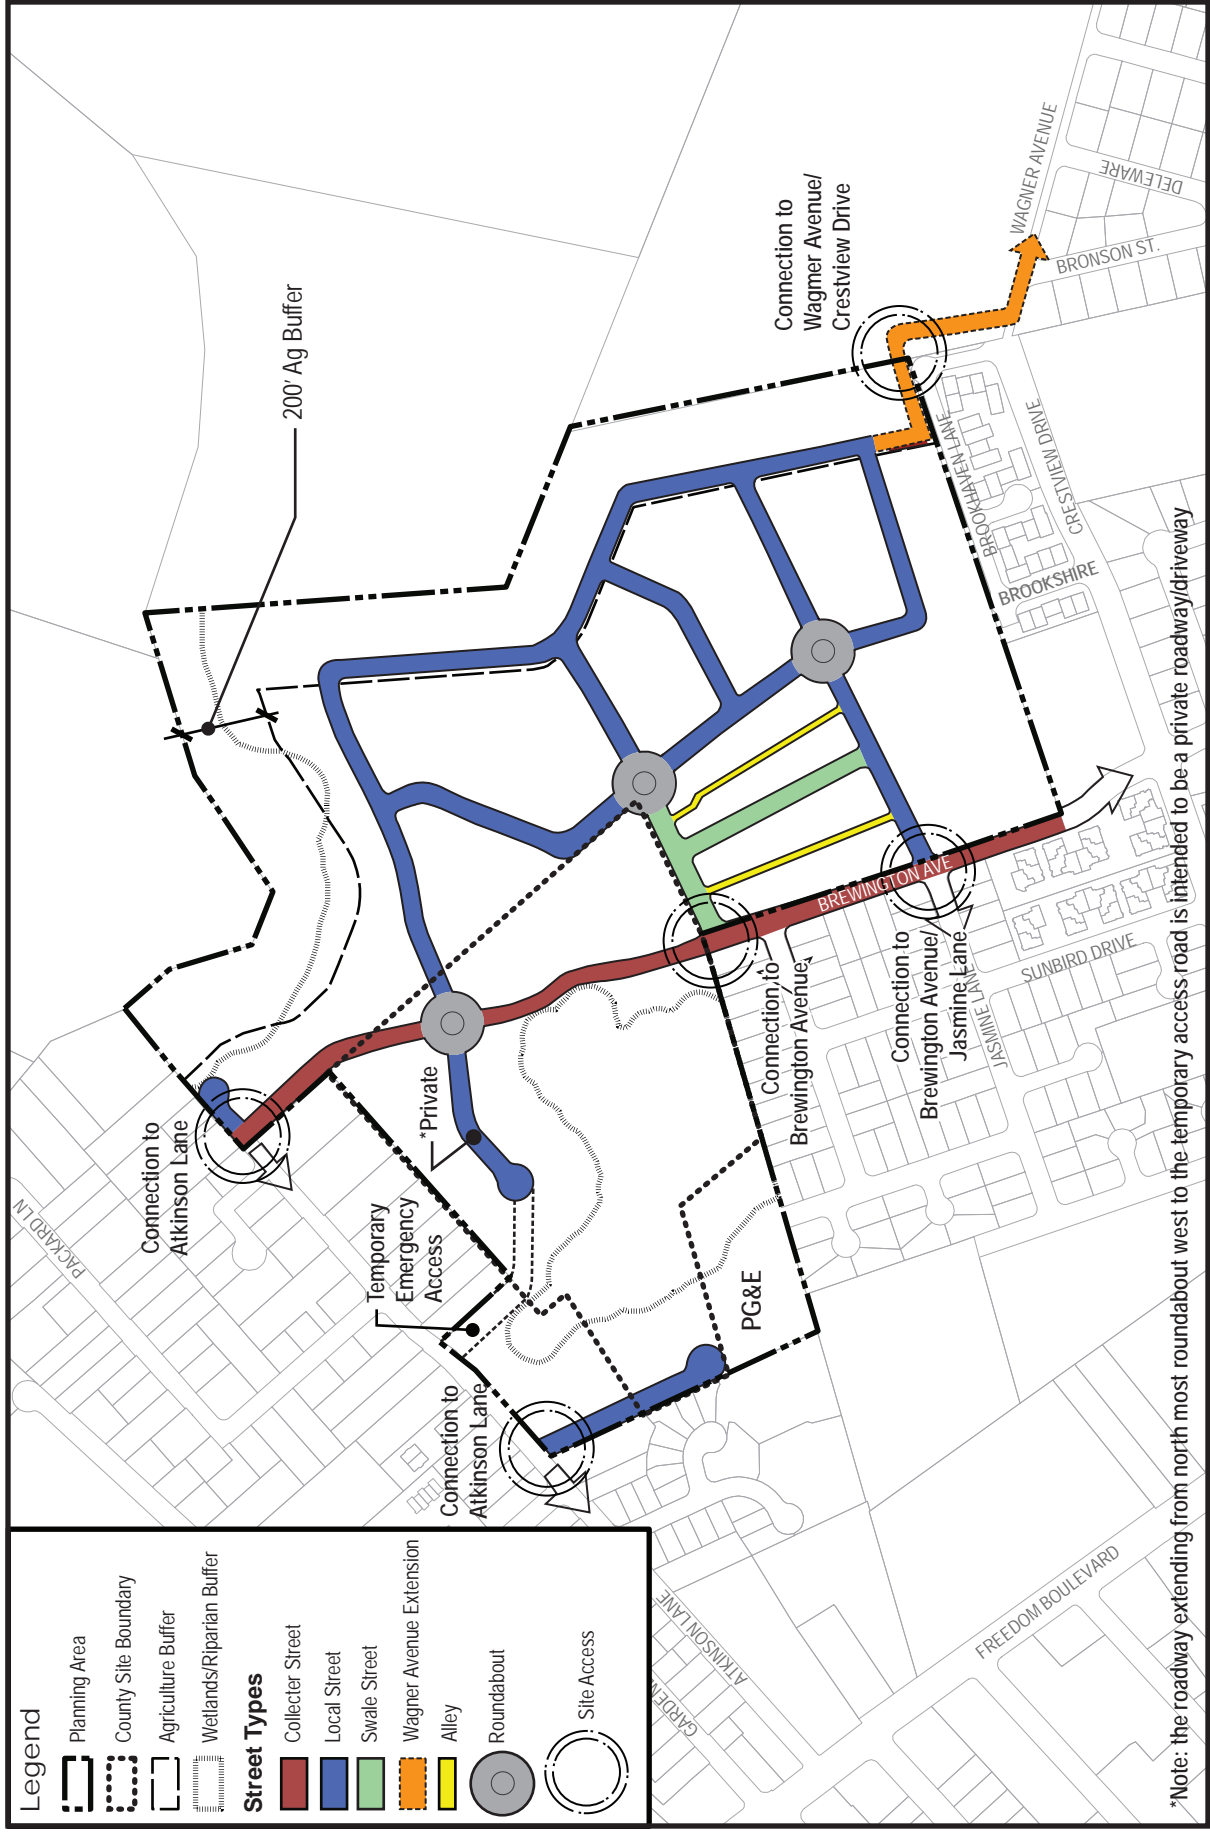 Legend
Planning Area
County Site Boundary
Agriculture Buffer
Wetlands/Riparian Buffer
Street Types
Collecter Street
Local Street
Swale Street
Wagner Avenue Extension
Alley
Roundabout
Site Access
PACKARD LN
Connection to
Atkinson Lane
200' Ag Buffer
*Private
Temporary
Emergency
Access
Connection to
Atkinson Lane
PG&E
Connection to
Wagmer Avenue/
Crestview Drive
WAGNER AVENUE
DELEWARE
BRONSON ST.
BROOKHAVEN LANE
CRESTVIEW DRIVE
BROOKSHIRE
BREWINGTON AVE
Connection to
Brewington Avenue
Connection to
Brewington Avenue/
Jasmine Lane
JASMINE LANE
SUNBIRD DRIVE
ATKINSON LANE
GARDEN
FREEDOM BOULEVARD
*Note: the roadway extending from north most roundabout west to the temporary access road is intended to be a private roadway/driveway